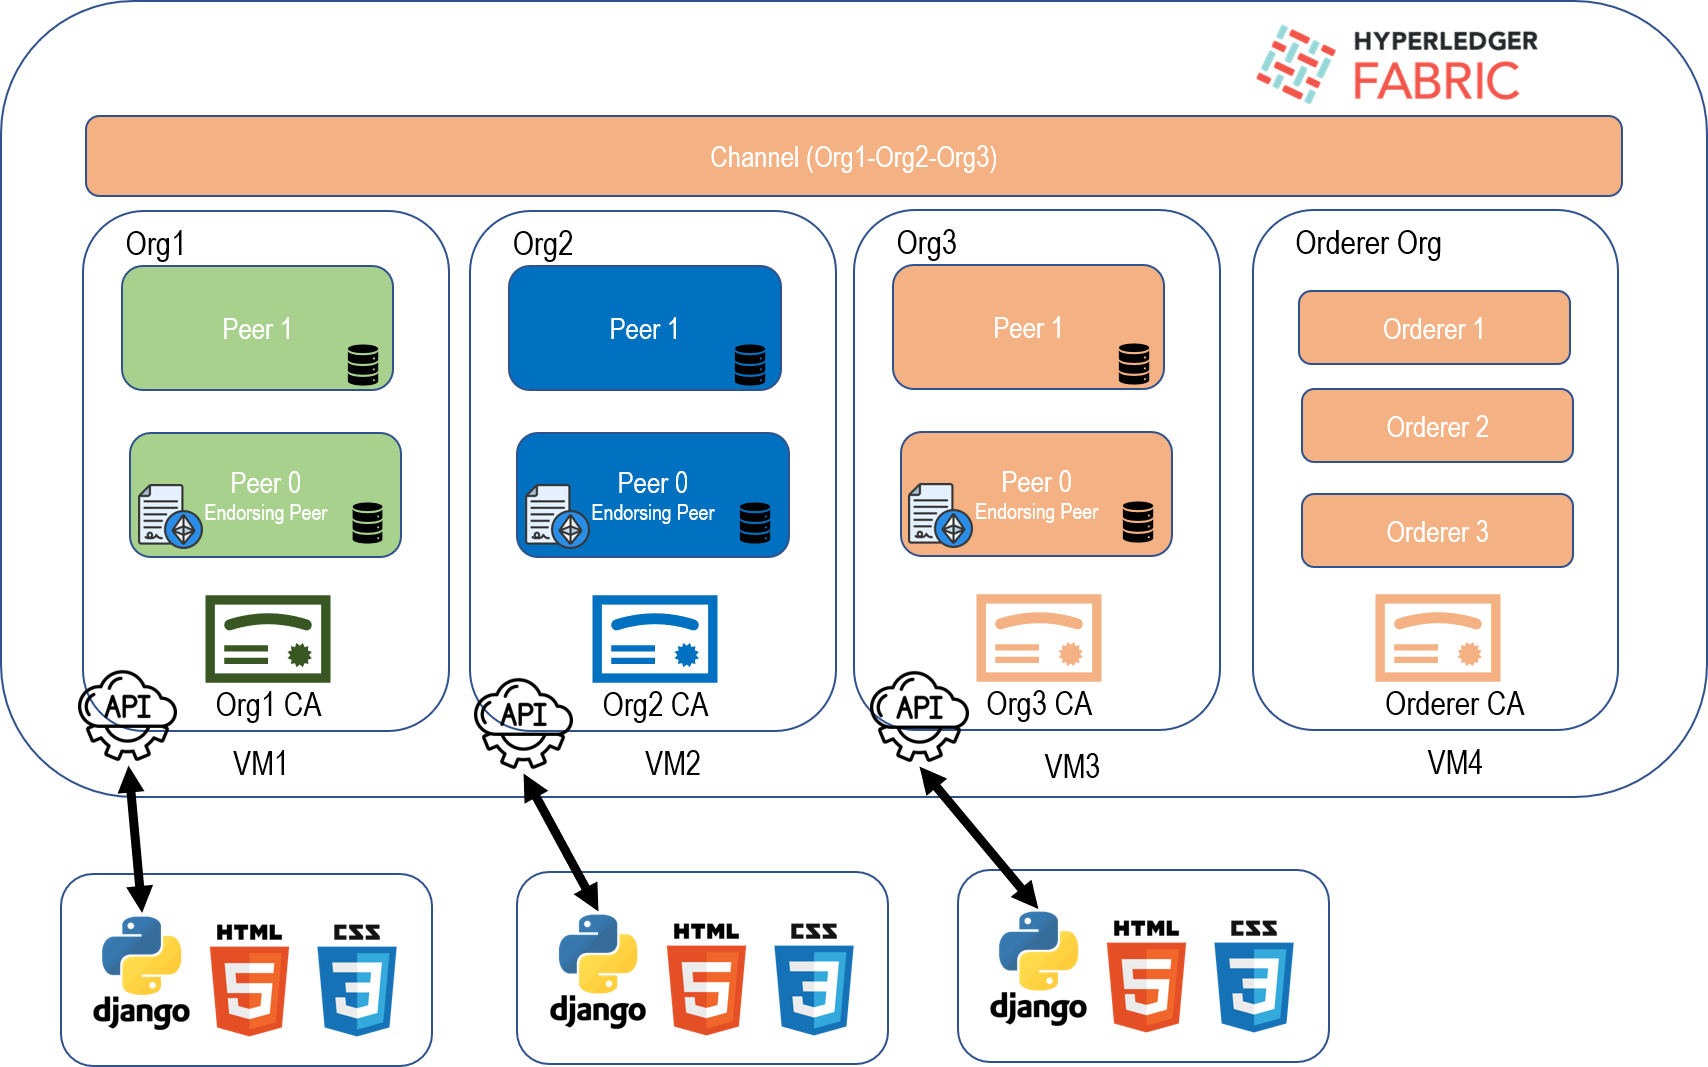 HYPERLEDGER
FABRIC
Channel (Org1-Org2-Org3)
Org1
Peer 1
Peer 0
Endorsing Peer
Org1 CA
API
VM1
Org2
Peer 1
Peer 0
Endorsing Peer
Org2 CA
API
VM2
Org3
Peer 1
Peer 0
Endorsing Peer
Org3 CA
API
VM3
Orderer Org
Orderer 1
Orderer 2
Orderer 3
Orderer CA
VM4
django
HTML
5
CSS
3
django
HTML
5
CSS
3
django
HTML
5
CSS
3